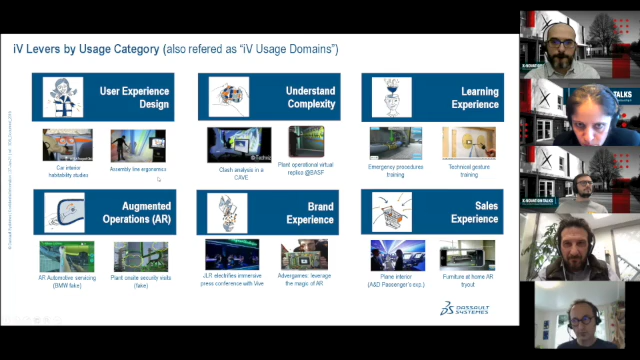 iV Levers by Usage Category (also refered as “iV Usage Domains”)
User Experience
Design
Understand
Complexity
Learning
Experience
Car interior
habitability studies
Assembly line ergonomics
Clash analysis in a
CAVE
Plant operational virtual
replies @BASF
Emergency procedures
training
Technical gesture training
Augmented
Operations (AR)
Brand
Experience
Sales
Experience
AR Automotive servicing
(BMW fake)
Plant onsite security visits
(fake)
JLR electrifies immersive
press conference with Vive
Advergames: leverage
the magic of AR
Plane interior
(A&D Passenger's exp.)
Furniture at home AR
tryout
DASSAULT
SYSTEMES